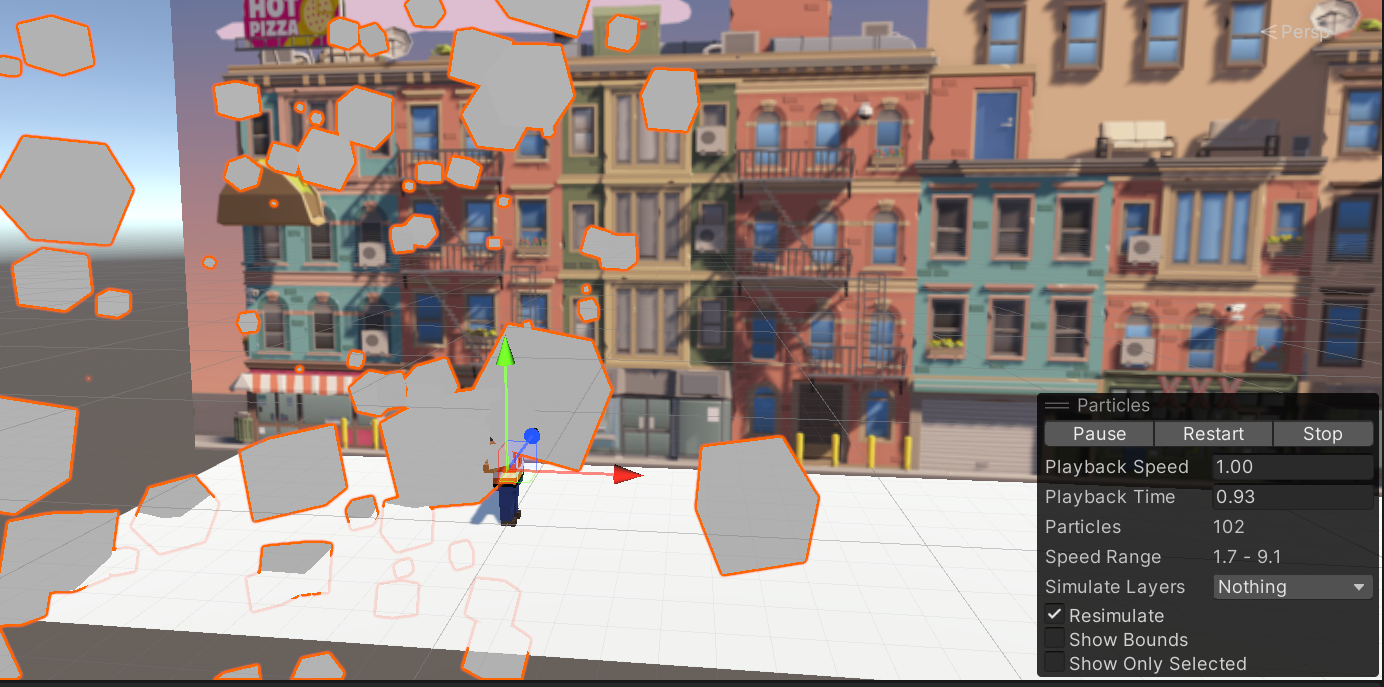 HOT
PIZZA
Persp
Particles
Pause Restart Stop
Playback Speed 1.00
Playback Time 0.93
Particles 102
Speed Range 1.7 - 9.1
Simulate Layers Nothing
Resimulate
Show Bounds
Show Only Selected